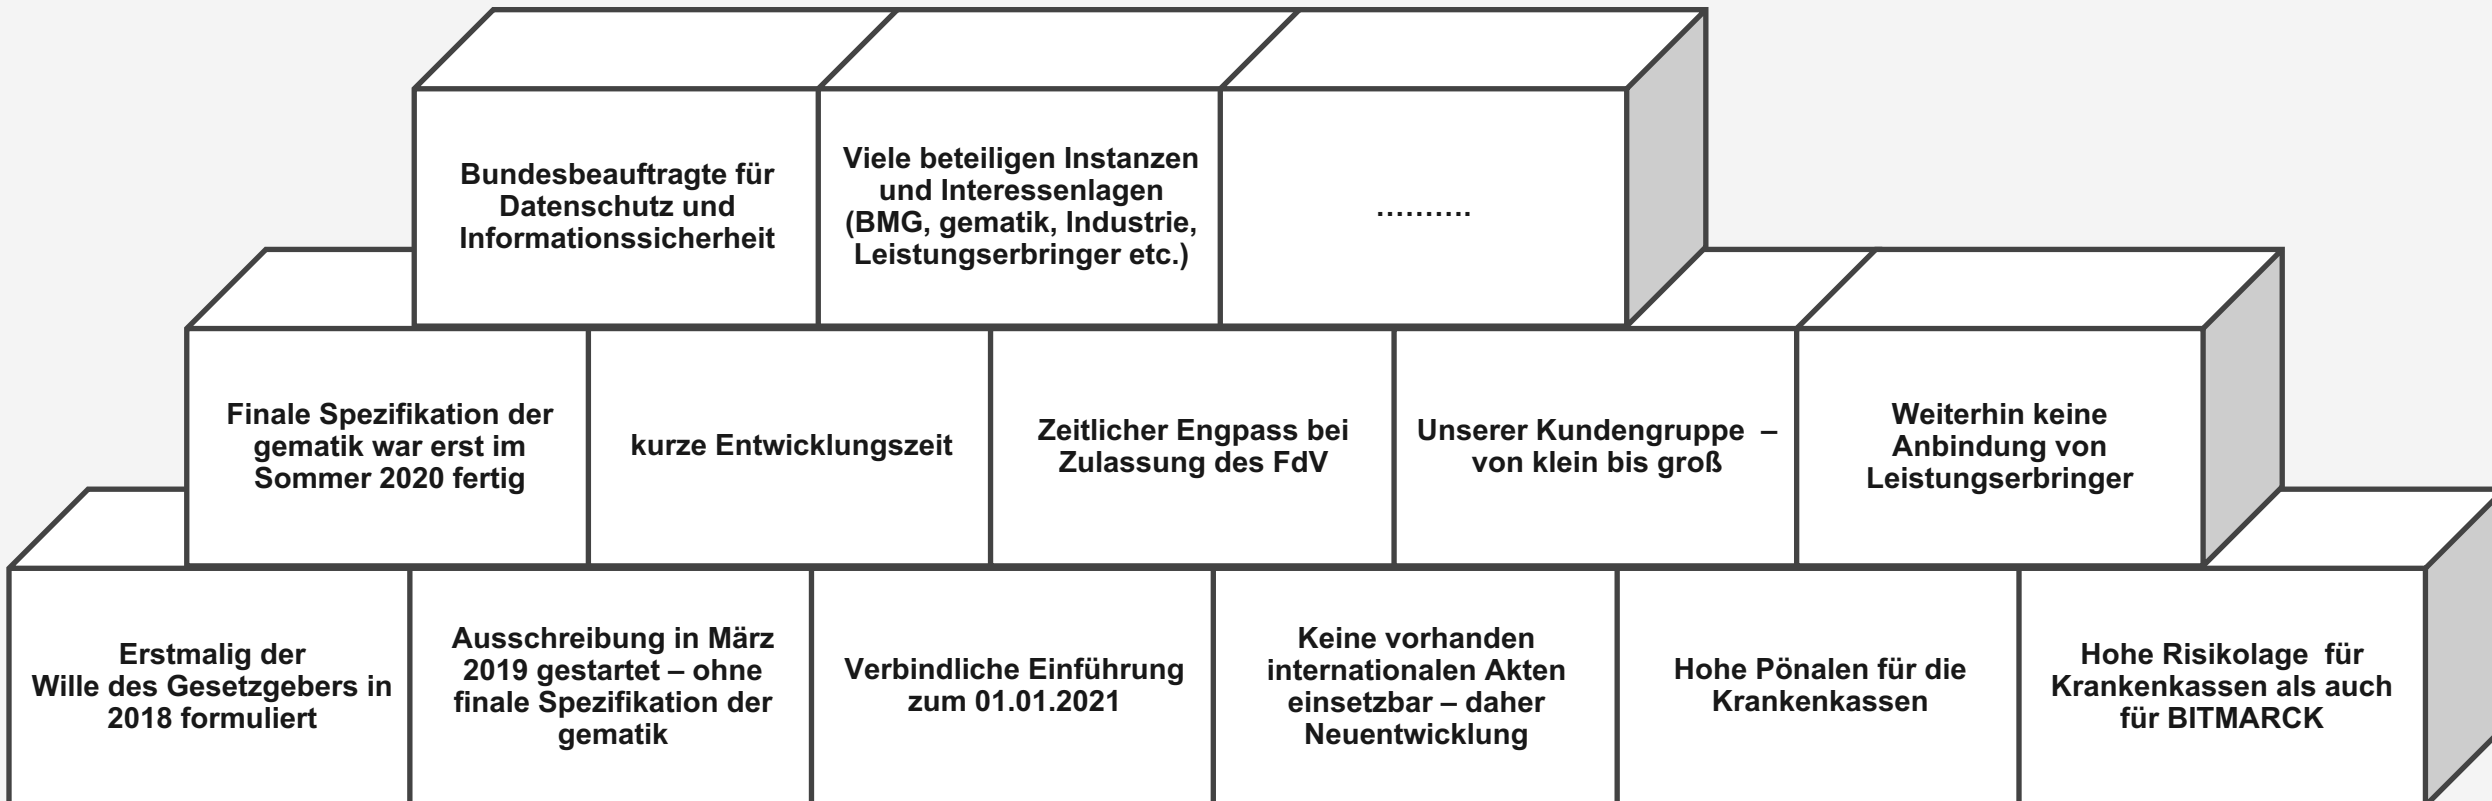 Bundesbeauftragte für
Datenschutz und
Informationssicherheit
Viele beteiligen Instanzen
und Interessenlagen
(BMG, gematik, Industrie,
Leistungserbringer etc.)
..........
Finale Spezifikation der
gematik war erst im
Sommer 2020 fertig
kurze Entwicklungszeit
Zeitlicher Engpass bei
Zulassung des FdV
Unserer Kundengruppe –
von klein bis groß
Weiterhin keine
Anbindung von
Leistungserbringer
Erstmalig der
Wille des Gesetzgebers in
2018 formuliert
Ausschreibung in März
2019 gestartet – ohne
finale Spezifikation der
gematik
Verbindliche Einführung
zum 01.01.2021
Keine vorhanden
internationalen Akten
einsetzbar – daher
Neuentwicklung
Hohe Pönalen für die
Krankenkassen
Hohe Risikolage für
Krankenkassen als auch
für BITMARCK